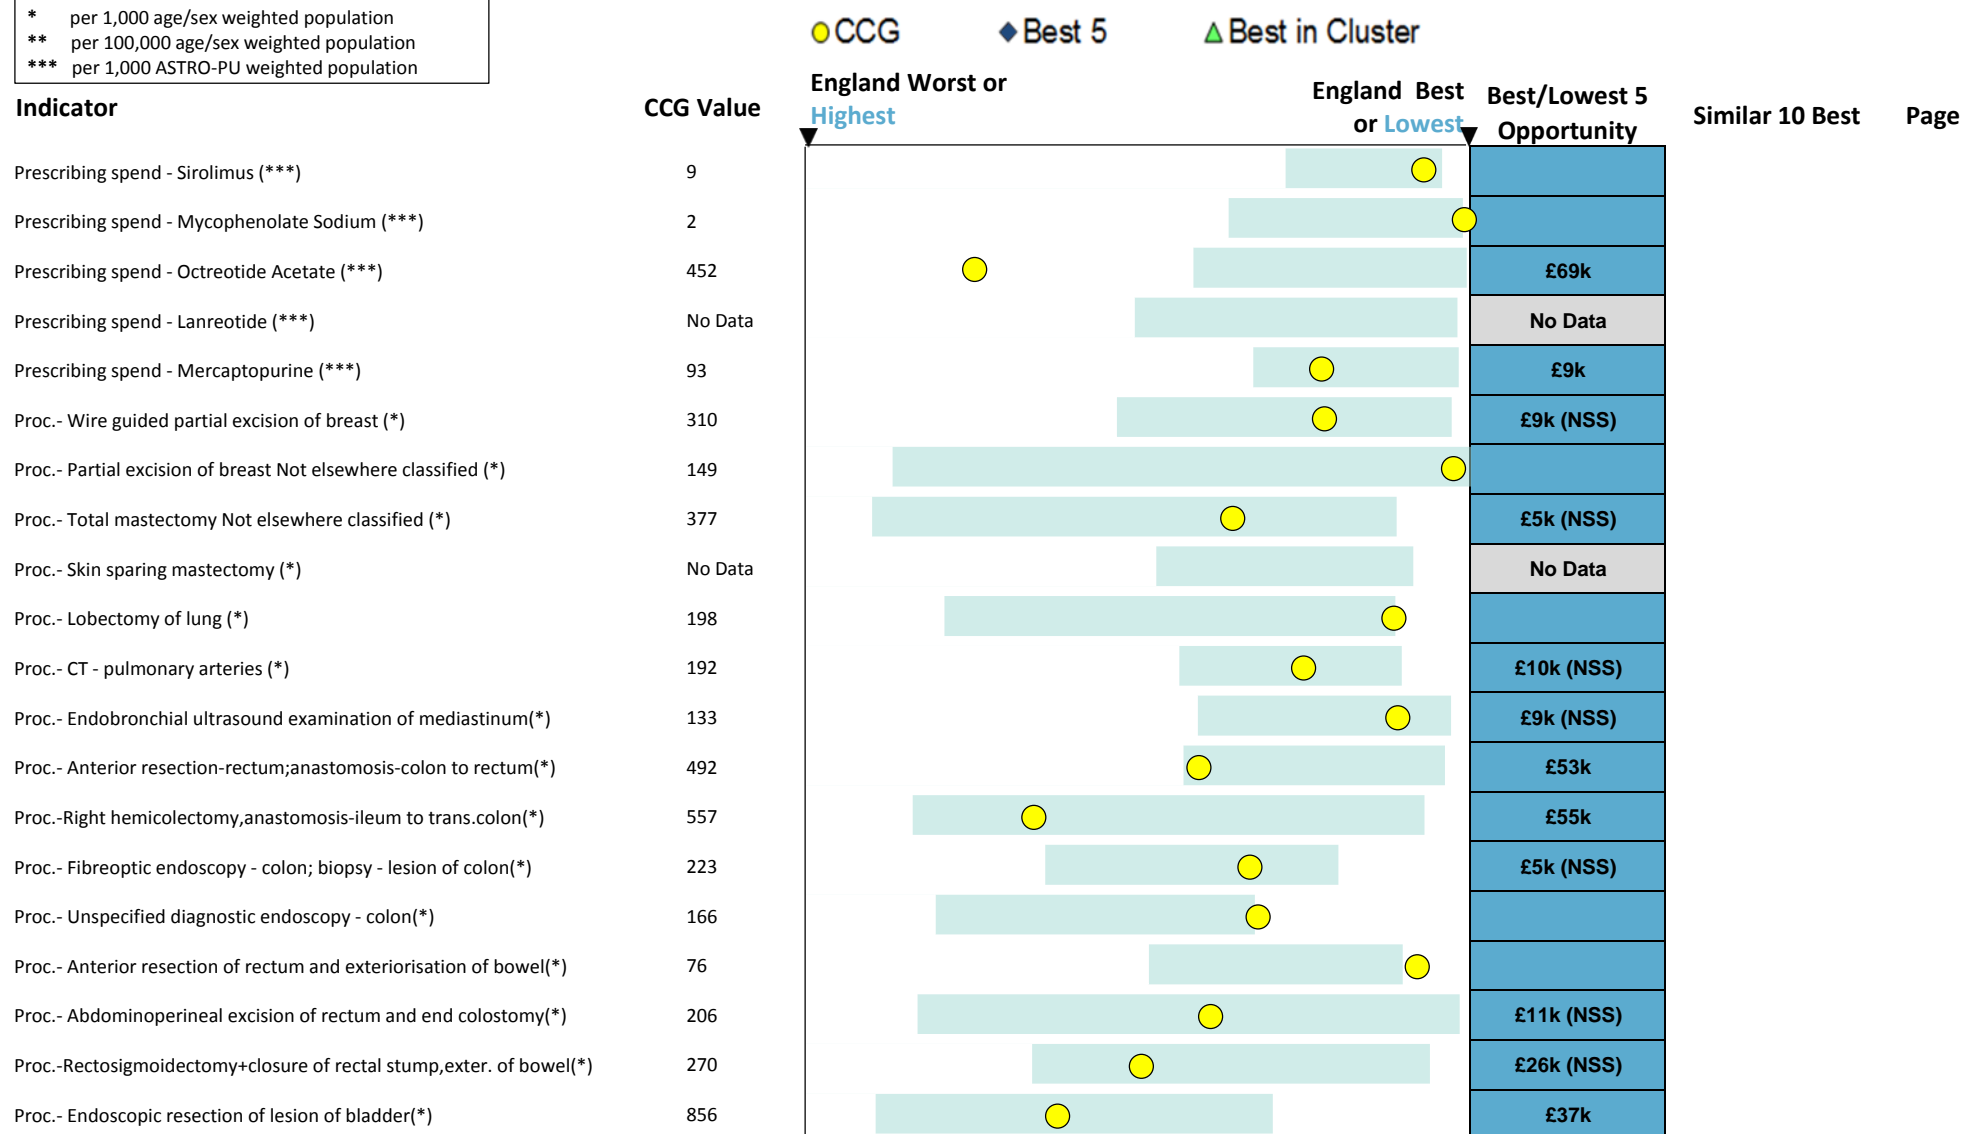 * per 1,000 age/sex weighted population
** per 100,000 age/sex weighted population
*** per 1,000 ASTRO-PU weighted population
CCG Best 5 Best in Cluster
Indicator CCG Value England Worst or Highest England Best or Lowest Best/Lowest 5 Opportunity Similar 10 Best Page
Prescribing spend - Sirolimus (***) 9
Prescribing spend - Mycophenolate Sodium (***) 2
Prescribing spend - Octreotide Acetate (***) 452 £69k
Prescribing spend - Lanreotide (***) No Data No Data
Prescribing spend - Mercaptopurine (***) 93 £9k
Proc.- Wire guided partial excision of breast (*) 310 £9k (NSS)
Proc.- Partial excision of breast Not elsewhere classified (*) 149
Proc.- Total mastectomy Not elsewhere classified (*) 377 £5k (NSS)
Proc.- Skin sparing mastectomy (*) No Data No Data
Proc.- Lobectomy of lung (*) 198
Proc.- CT - pulmonary arteries (*) 192 £10k (NSS)
Proc.- Endobronchial ultrasound examination of mediastinum(*) 133 £9k (NSS)
Proc.- Anterior resection-rectum;anastomosis-colon to rectum(*) 492 £53k
Proc.-Right hemicolectomy,anastomosis-ileum to trans.colon(*) 557 £55k
Proc.- Fibreoptic endoscopy - colon; biopsy - lesion of colon(*) 223 £5k (NSS)
Proc.- Unspecified diagnostic endoscopy - colon(*) 166
Proc.- Anterior resection of rectum and exteriorisation of bowel(*) 76
Proc.- Abdominoperineal excision of rectum and end colostomy(*) 206 £11k (NSS)
Proc.-Rectosigmoidectomy+closure of rectal stump,exter. of bowel(*) 270 £26k (NSS)
Proc.- Endoscopic resection of lesion of bladder(*) 856 £37k